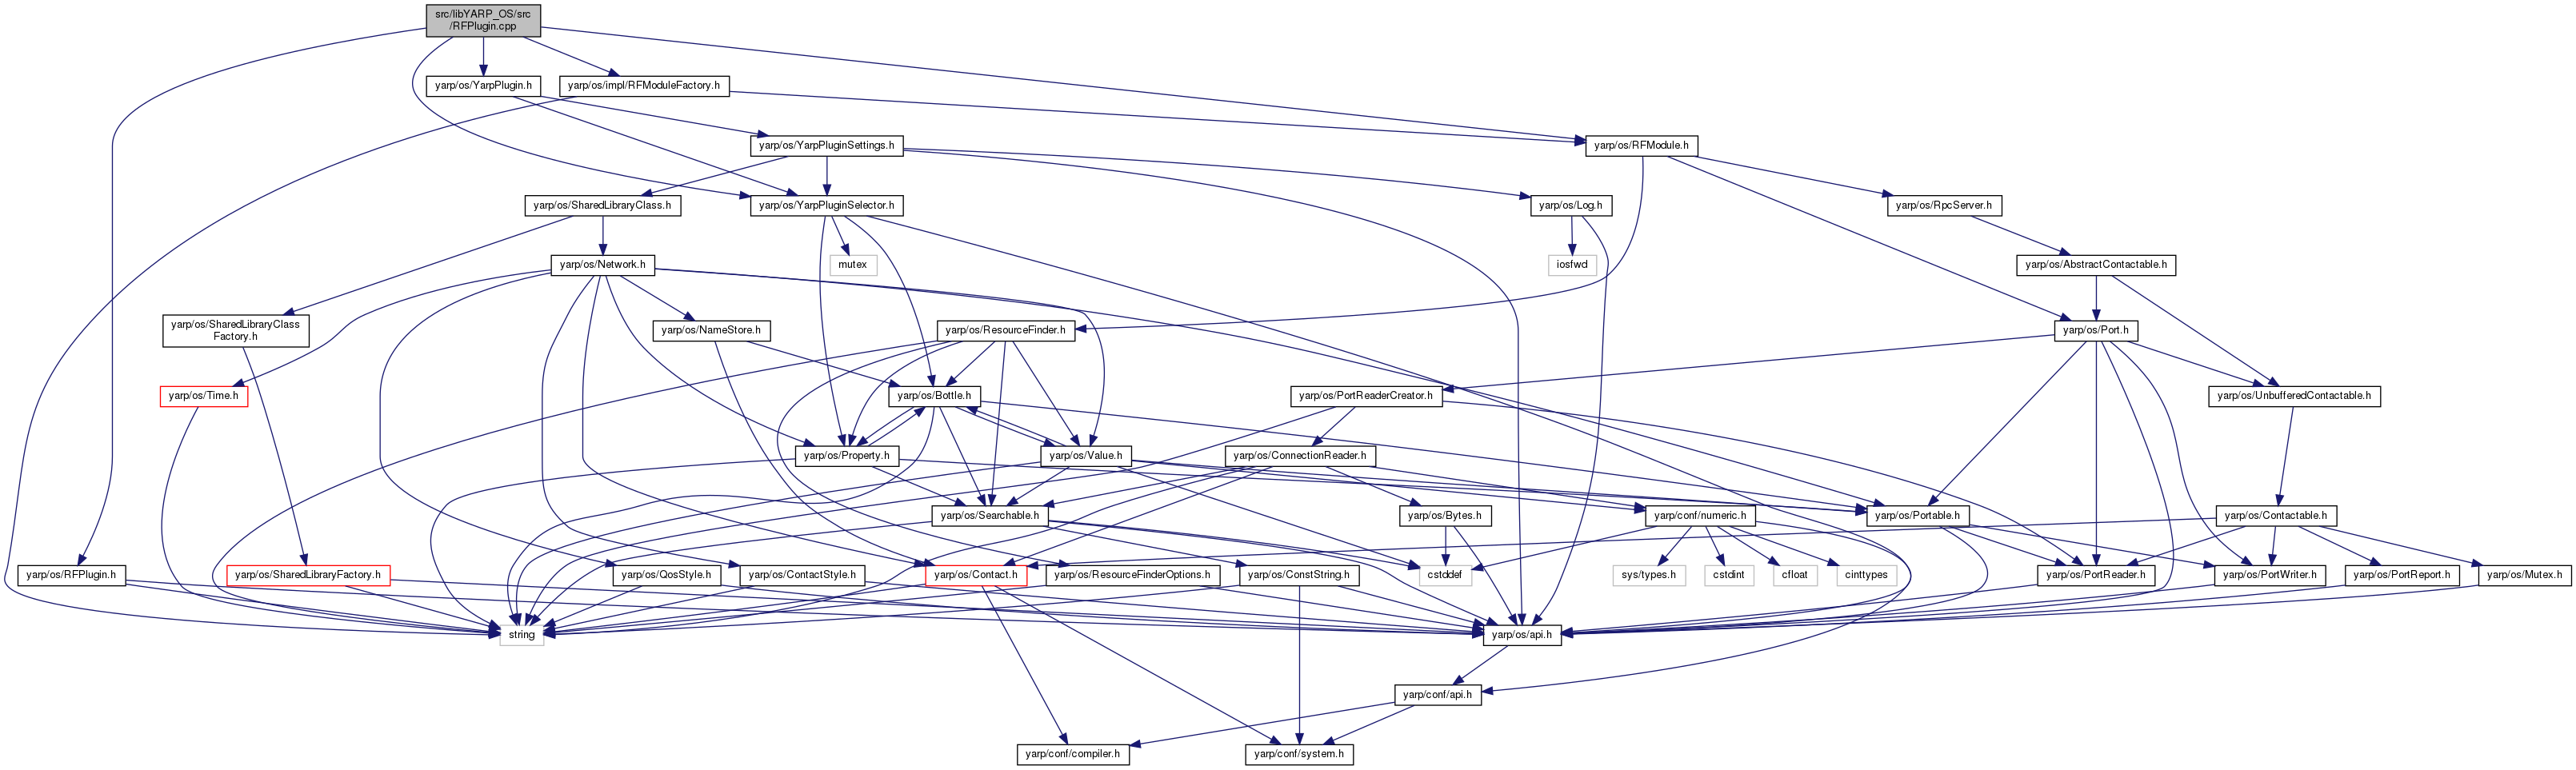 src/libYARP_OS/src
/RFPlugin.cpp
yarp/os/YarpPlugin.h
yarp/os/impl/RFModuleFactory.h
yarp/os/YarpPluginSettings.h
yarp/os/RFModule.h
yarp/os/SharedLibraryClass.h
yarp/os/YarpPluginSelector.h
yarp/os/Log.h
yarp/os/RpcServer.h
yarp/os/Network.h
mutex
iosfwd
yarp/os/AbstractContactable.h
yarp/os/SharedLibraryClass
Factory.h
yarp/os/NameStore.h
yarp/os/ResourceFinder.h
yarp/os/Port.h
yarp/os/Time.h
yarp/os/Bottle.h
yarp/os/PortReaderCreator.h
yarp/os/UnbufferedContactable.h
yarp/os/Property.h
yarp/os/Value.h
yarp/os/ConnectionReader.h
yarp/os/Searchable.h
yarp/os/Bytes.h
yarp/conf/numeric.h
yarp/os/Portable.h
yarp/os/Contactable.h
yarp/os/RFPlugin.h
yarp/os/SharedLibraryFactory.h
yarp/os/QosStyle.h
yarp/os/ContactStyle.h
yarp/os/Contact.h
yarp/os/ResourceFinderOptions.h
yarp/os/ConstString.h
cstddef
sys/types.h
cstdint
cfloat
cinttypes
yarp/os/PortReader.h
yarp/os/PortWriter.h
yarp/os/PortReport.h
yarp/os/Mutex.h
string
yarp/os/api.h
yarp/conf/api.h
yarp/conf/compiler.h
yarp/conf/system.h